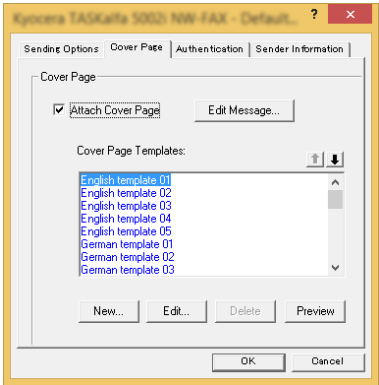 Kyocera TASKalfa 5002i NW-FAX - Default...
Sending Options Cover Page Authentication Sender Information
Cover Page
Attach Cover Page Edit Message...
Cover Page Templates:
English template 01
English template 02
English template 03
English template 04
English template 05
German template 01
German template 02
German template 03
New... Edit... Delete Preview
OK Cancel